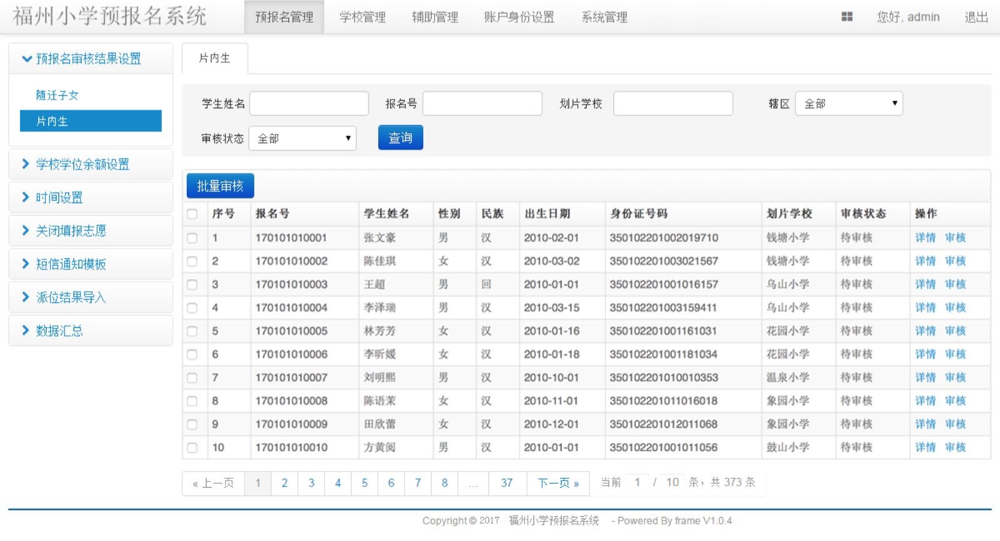 福州小学预报名系统 预报名管理 学校管理 辅助管理 账户身份设置 系统管理 您好, admin 退出
预报名审核结果设置
随迁子女
片内生
学校学位余额设置
时间设置
关闭填报志愿
短信通知模板
派位结果导入
数据汇总
片内生
学生姓名 报名号 划片学校 辖区 全部
审核状态 全部 查询
批量审核
序号 报名号 学生姓名 性别 民族 出生日期 身份证号码 划片学校 审核状态 操作
1 170101010001 张文豪 男 汉 2010-02-01 350102201002019710 钱塘小学 待审核 详情 审核
2 170101010002 陈佳琪 女 汉 2010-03-02 350102201003021567 钱塘小学 待审核 详情 审核
3 170101010003 王超 男 回 2010-01-01 350102201001016157 乌山小学 待审核 详情 审核
4 170101010004 李泽瑞 男 汉 2010-03-15 350102201003159411 乌山小学 待审核 详情 审核
5 170101010005 林芳芳 女 汉 2010-01-16 350102201001161031 花园小学 待审核 详情 审核
6 170101010006 李昕媛 女 汉 2010-01-18 350102201001181034 花园小学 待审核 详情 审核
7 170101010007 刘明熙 男 汉 2010-10-01 350102201010010353 温泉小学 待审核 详情 审核
8 170101010008 陈语茉 女 汉 2010-11-01 350102201011016018 象园小学 待审核 详情 审核
9 170101010009 田欣蕾 女 汉 2010-12-01 350102201012011068 象园小学 待审核 详情 审核
10 170101010010 方黄阅 男 汉 2010-01-01 350102201001011056 鼓山小学 待审核 详情 审核
« 上一页 1 2 3 4 5 6 7 8 ... 37 下一页 » 当前 1 / 10 条，共 373 条
Copyright © 2017 福州小学预报名系统 - Powered By frame V1.0.4